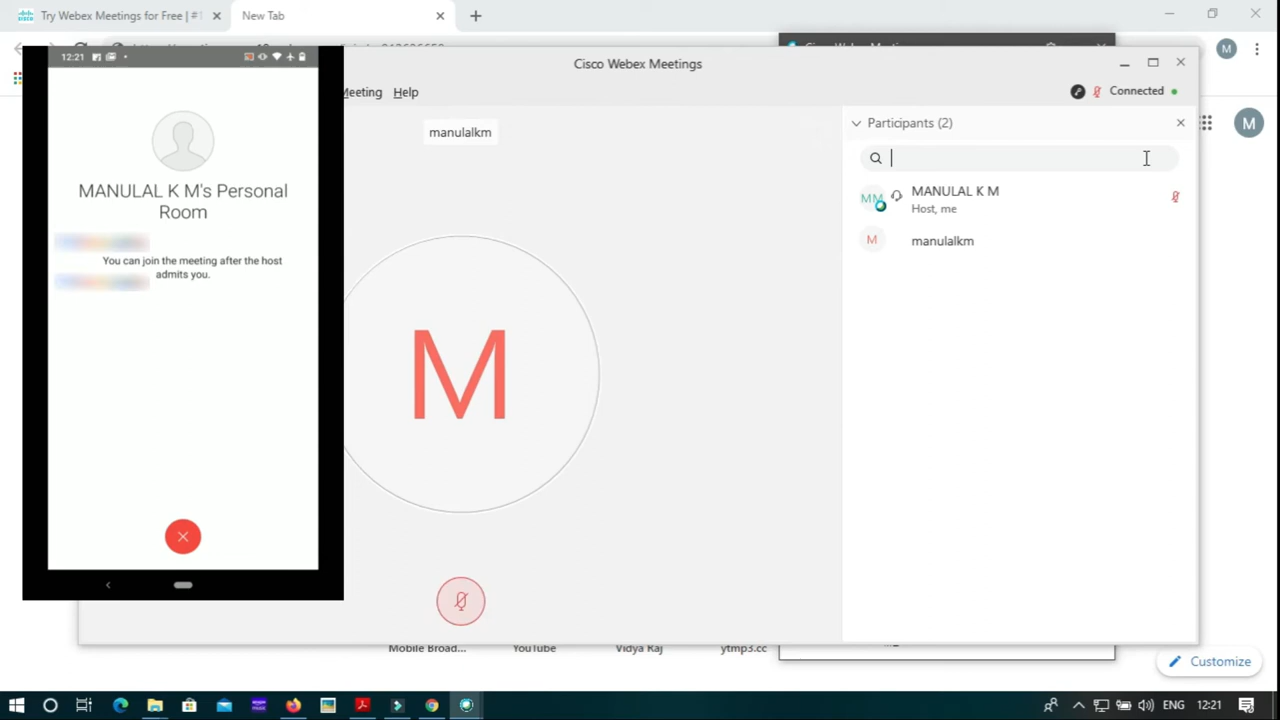 Try Webex Meetings for Free | #1
New Tab
Cisco Webex Meetings
12:21
Meeting
Help
Connected
manulalkm
Participants (2)
MM
MANULAL K M
Host, me
M
manulalkm
MANULAL K M's Personal
Room
You can join the meeting after the host
admits you.
M
M
M
Mobile Broad...
YouTube
Vidya Raj
ytmp3.cc
Customize
ENG
12:21